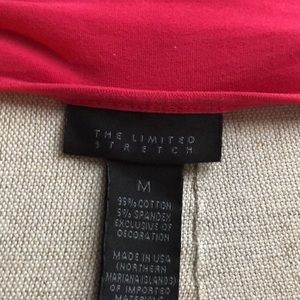 THE LIMITED
STRETCH
M
95% COTTON
5% SPANDEX
EXCLUSIVE OF
DECORATION
MADE IN USA
(NORTHERN
MARIANA ISLANDS)
OF IMPORTED